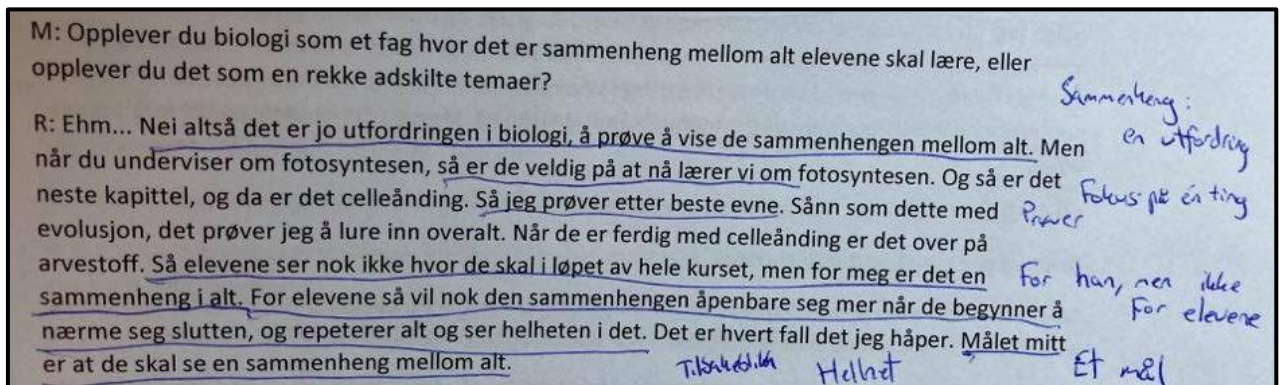 M: Opplever du biologi som et fag hvor det er sammenheng mellom alt elevene skal lære, eller
opplever du det som en rekke adskilte temaer?
Sammenheng:
en utfordring
R: Ehm... Nei altså det er jo utfordringen i biologi, å prøve å vise de sammenhengen mellom alt. Men
når du underviser om fotosyntesen, så er de veldig på at nå lærer vi om fotosyntesen. Og så er det
Fokus på én ting
neste kapittel, og da er det celleånding. Så jeg prøver etter beste evne. Sånn som dette med
Prøver
evolusjon, det prøver jeg å lure inn overalt. Når de er ferdig med celleånding er det over på
arvestoff. Så elevene ser nok ikke hvor de skal i løpet av hele kurset, men for meg er det en
For han, men ikke
sammenheng i alt. For elevene så vil nok den sammenhengen åpenbare seg mer når de begynner å
For elevene
nærme seg slutten, og repeterer alt og ser helheten i det. Det er hvert fall det jeg håper. Målet mitt
er at de skal se en sammenheng mellom alt.
Helhet
Et mål